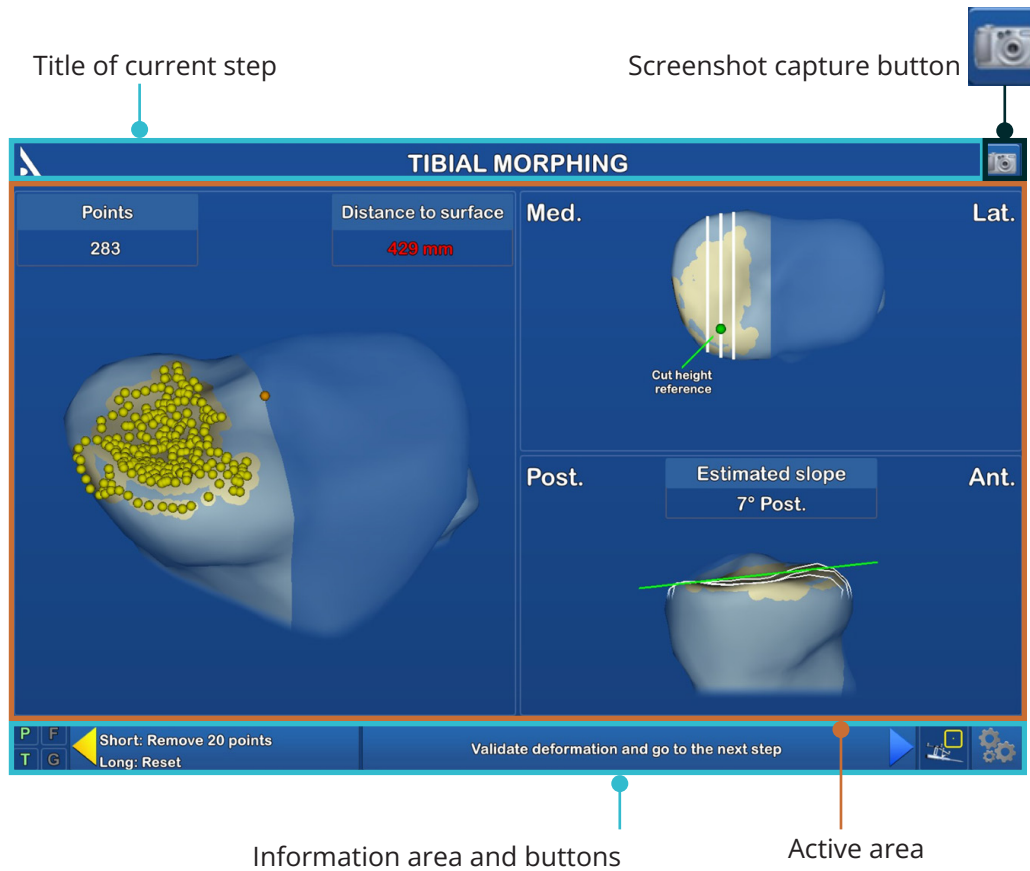 Title of current step
Screenshot capture button
TIBIAL MORPHING
Points
283
Distance to surface
429 mm
Med.
Lat.
Cut height
reference
Post.
Estimated slope
7° Post.
Ant.
P F
T G
Short: Remove 20 points
Long: Reset
Validate deformation and go to the next step
Information area and buttons
Active area